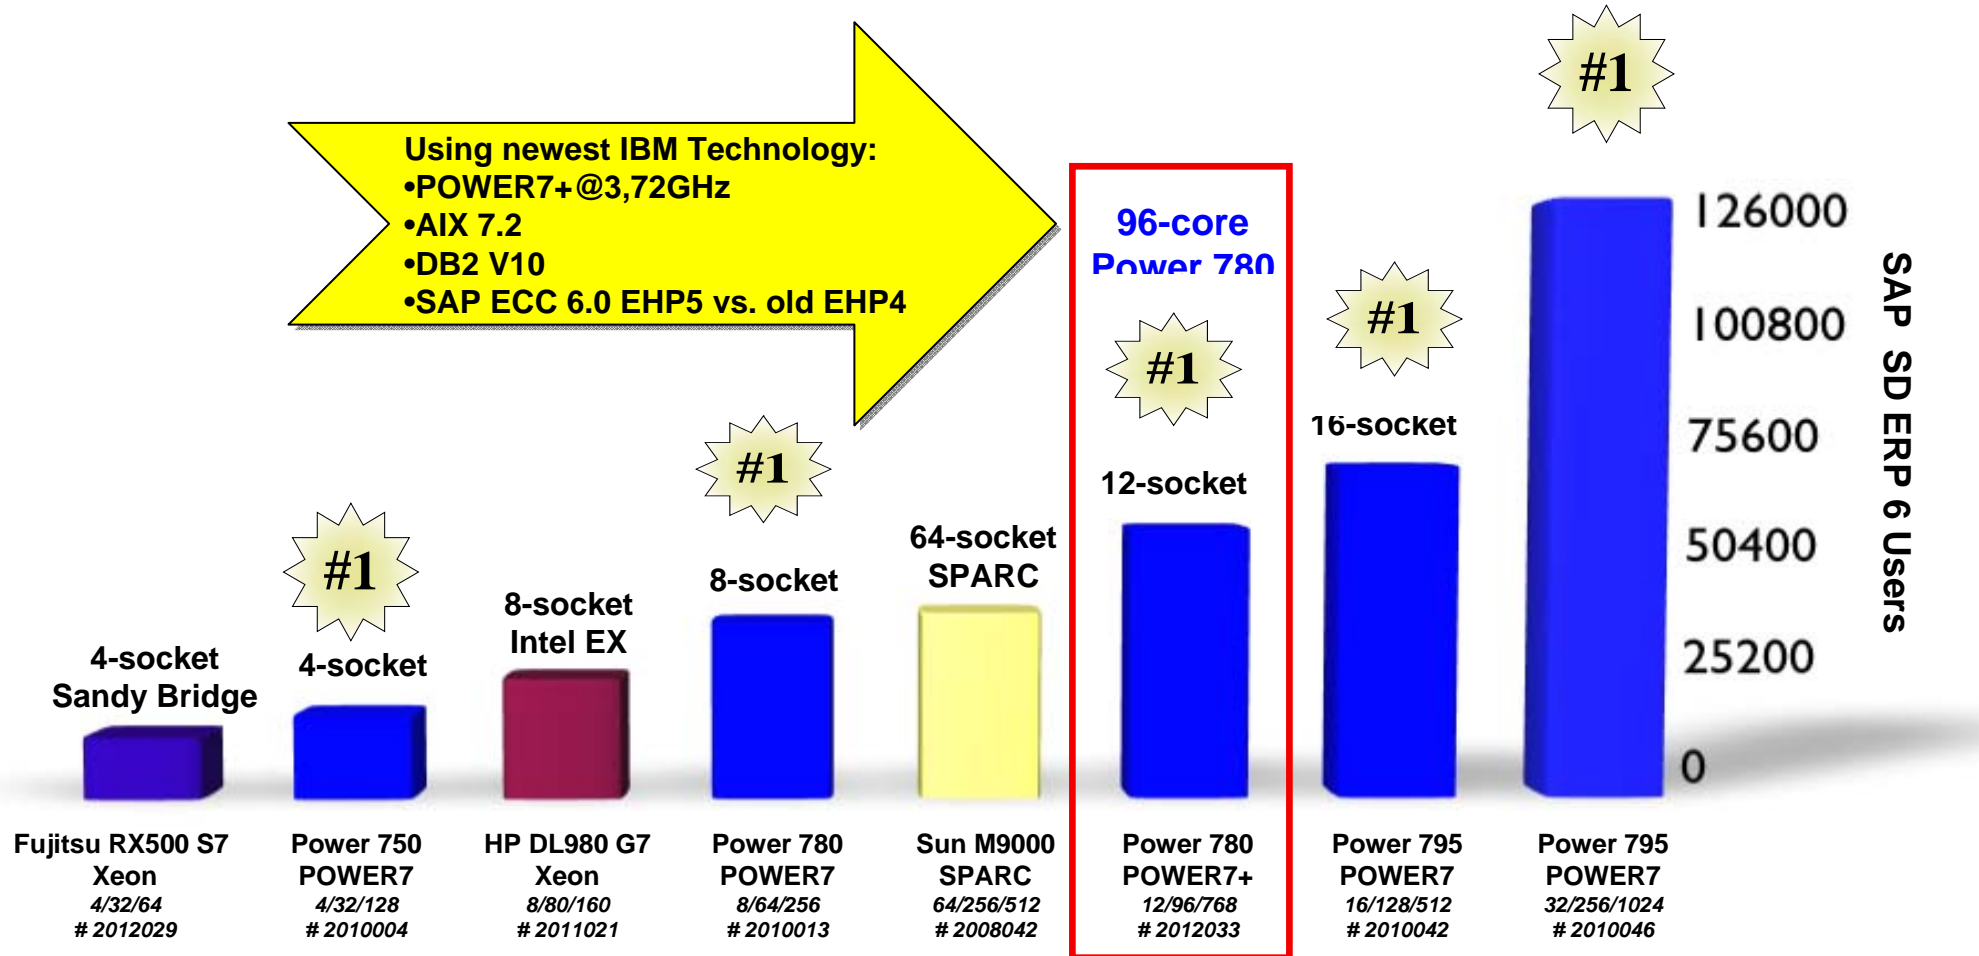 #1
Using newest IBM Technology:
•POWER7+@3,72GHz
•AIX 7.2
•DB2 V10
•SAP ECC 6.0 EHP5 vs. old EHP4
96-core
Power 780
#1
#1
#1
#1
16-socket
12-socket
64-socket
SPARC
8-socket
8-socket
Intel EX
4-socket
4-socket
Sandy Bridge
126000
100800
75600
50400
25200
0
SAP SD ERP 6 Users
Fujitsu RX500 S7
Xeon
4/32/64
# 2012029
Power 750
POWER7
4/32/128
# 2010004
HP DL980 G7
Xeon
8/80/160
# 2011021
Power 780
POWER7
8/64/256
# 2010013
Sun M9000
SPARC
64/256/512
# 2008042
Power 780
POWER7+
12/96/768
# 2012033
Power 795
POWER7
16/128/512
# 2010042
Power 795
POWER7
32/256/1024
# 2010046